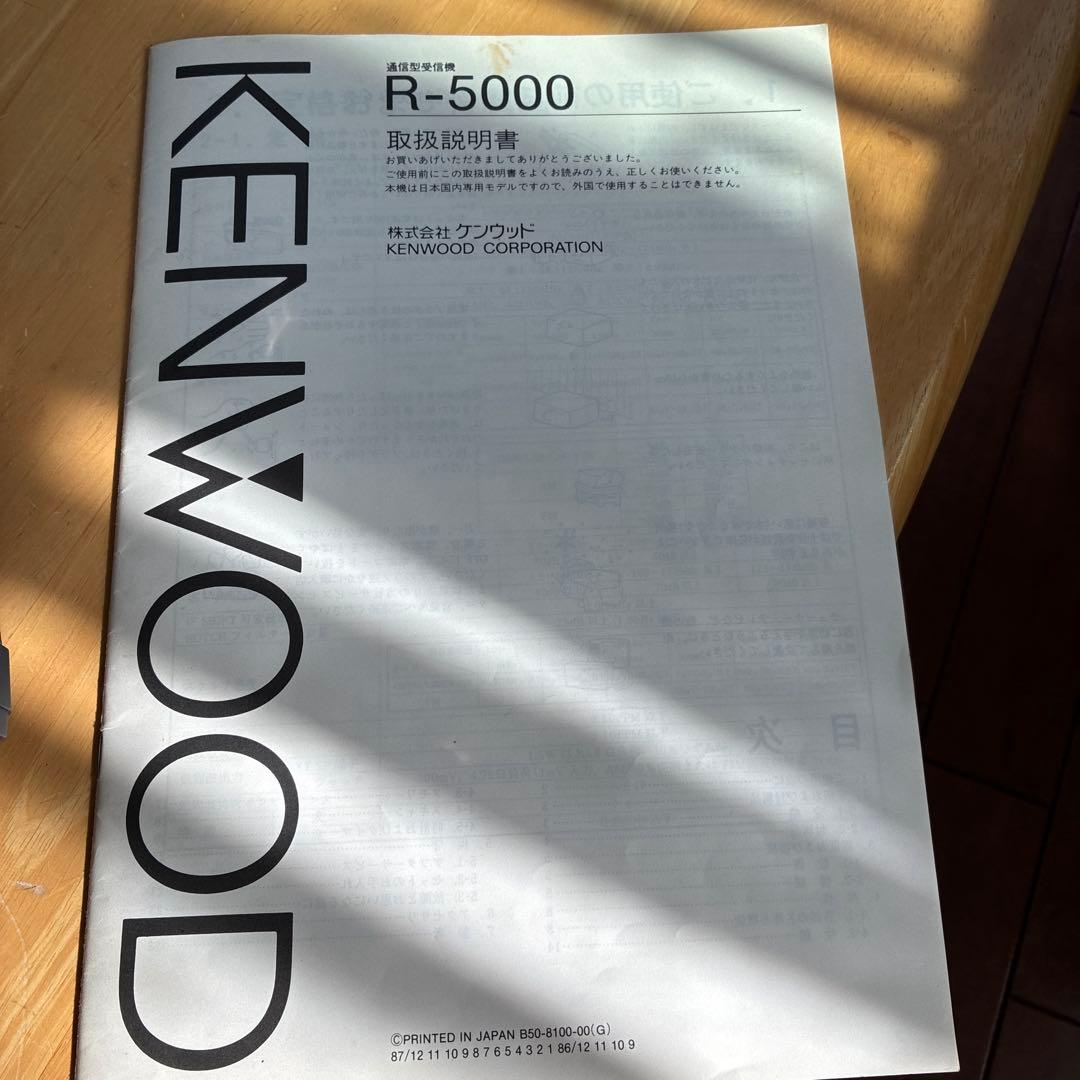 KENWOOD
通信型受信機
R-5000
取扱説明書
お買いあげいただきましてありがとうございました。
ご使用前にこの取扱説明書をよくお読みのうえ、正しくお使いください。
本機は日本国内専用モデルですので、外国で使用することはできません。
株式会社 ケンウッド
KENWOOD CORPORATION
©PRINTED IN JAPAN B50-8100-00(G)
87/12 11 10 9 8 7 6 5 4 3 2 1 86/12 11 10 9